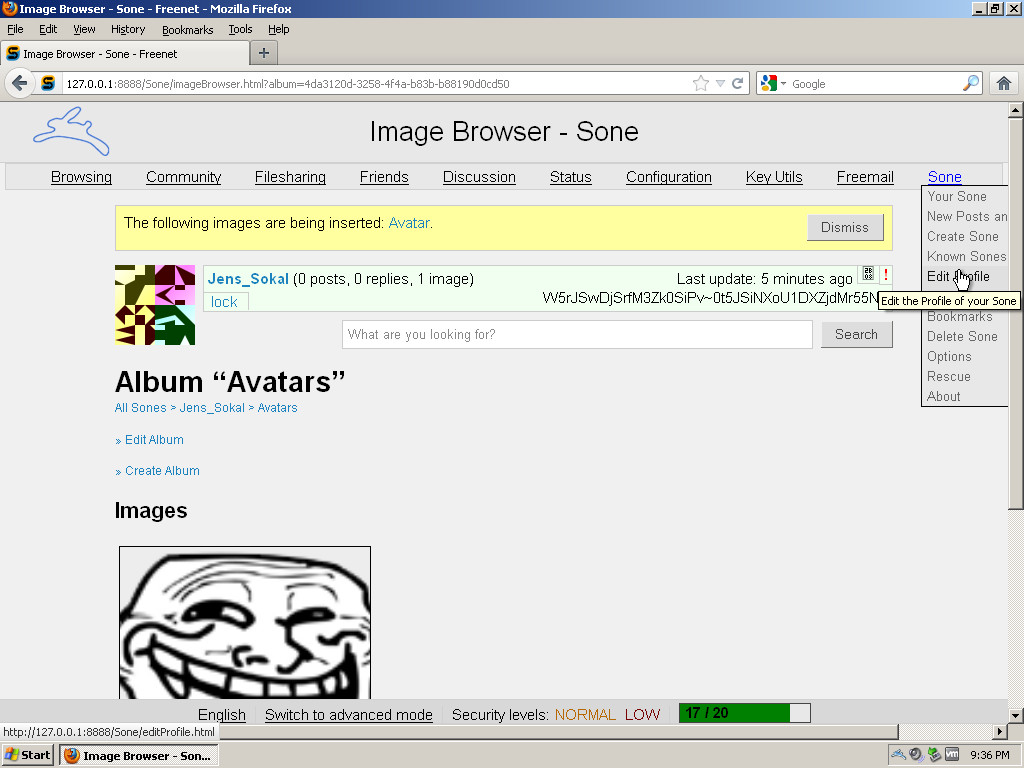 Image Browser - Sone - Freenet - Mozilla Firefox
File Edit View History Bookmarks Tools Help
Image Browser - Sone - Freenet
127.0.0.1:8888/Sone/imageBrowser.html?album=4da3120d-3258-4f4a-b83b-b88190d0cd50
Google
Image Browser - Sone
Browsing Community Filesharing Friends Discussion Status Configuration Key Utils Freemail Sone
Your Sone
New Posts an
Create Sone
Known Sones
Edit Profile
Edit the Profile of your Sone
Bookmarks
Delete Sone
Options
Rescue
About
The following images are being inserted: Avatar.
Dismiss
Jens_Sokal (0 posts, 0 replies, 1 image)
Last update: 5 minutes ago
lock
W5rJSwDjSrfM3Zk0SiPv~0t5JSiNXoU1DXZjdMr55N
What are you looking for?
Search
Album “Avatars”
All Sones > Jens_Sokal > Avatars
» Edit Album
» Create Album
Images
English Switch to advanced mode Security levels: NORMAL LOW 17 / 20
http://127.0.0.1:8888/Sone/editProfile.html
Start Image Browser - Son... 9:36 PM